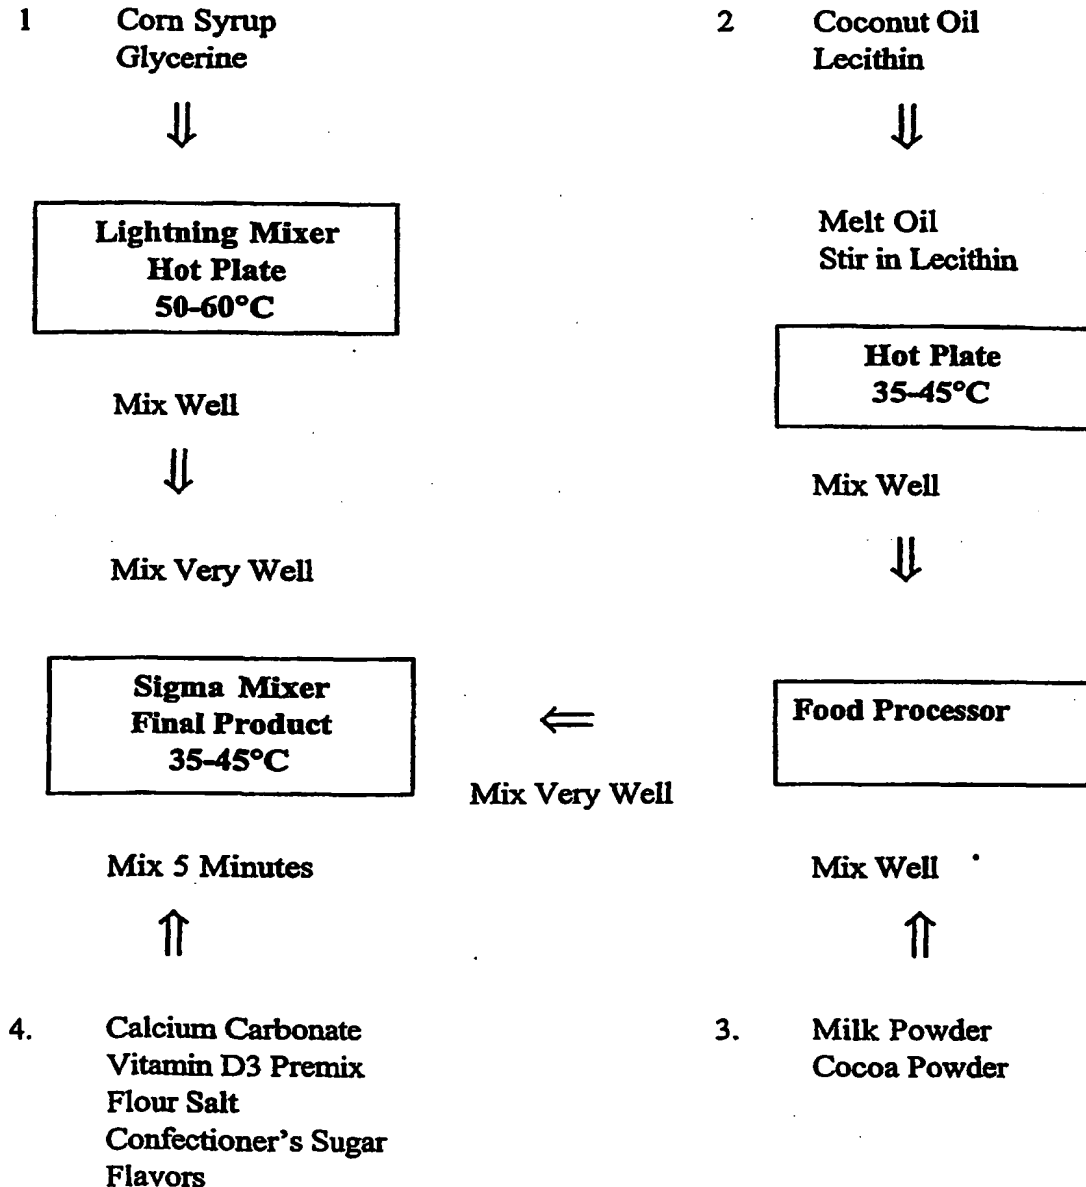 1 Corn Syrup
Glycerine
Lightning Mixer
Hot Plate
50-60°C
Mix Well
Mix Very Well
Sigma Mixer
Final Product
35-45°C
Mix 5 Minutes
4. Calcium Carbonate
Vitamin D3 Premix
Flour Salt
Confectioner's Sugar
Flavors
2 Coconut Oil
Lecithin
Melt Oil
Stir in Lecithin
Hot Plate
35-45°C
Mix Well
Food Processor
Mix Very Well
Mix Well
3. Milk Powder
Cocoa Powder